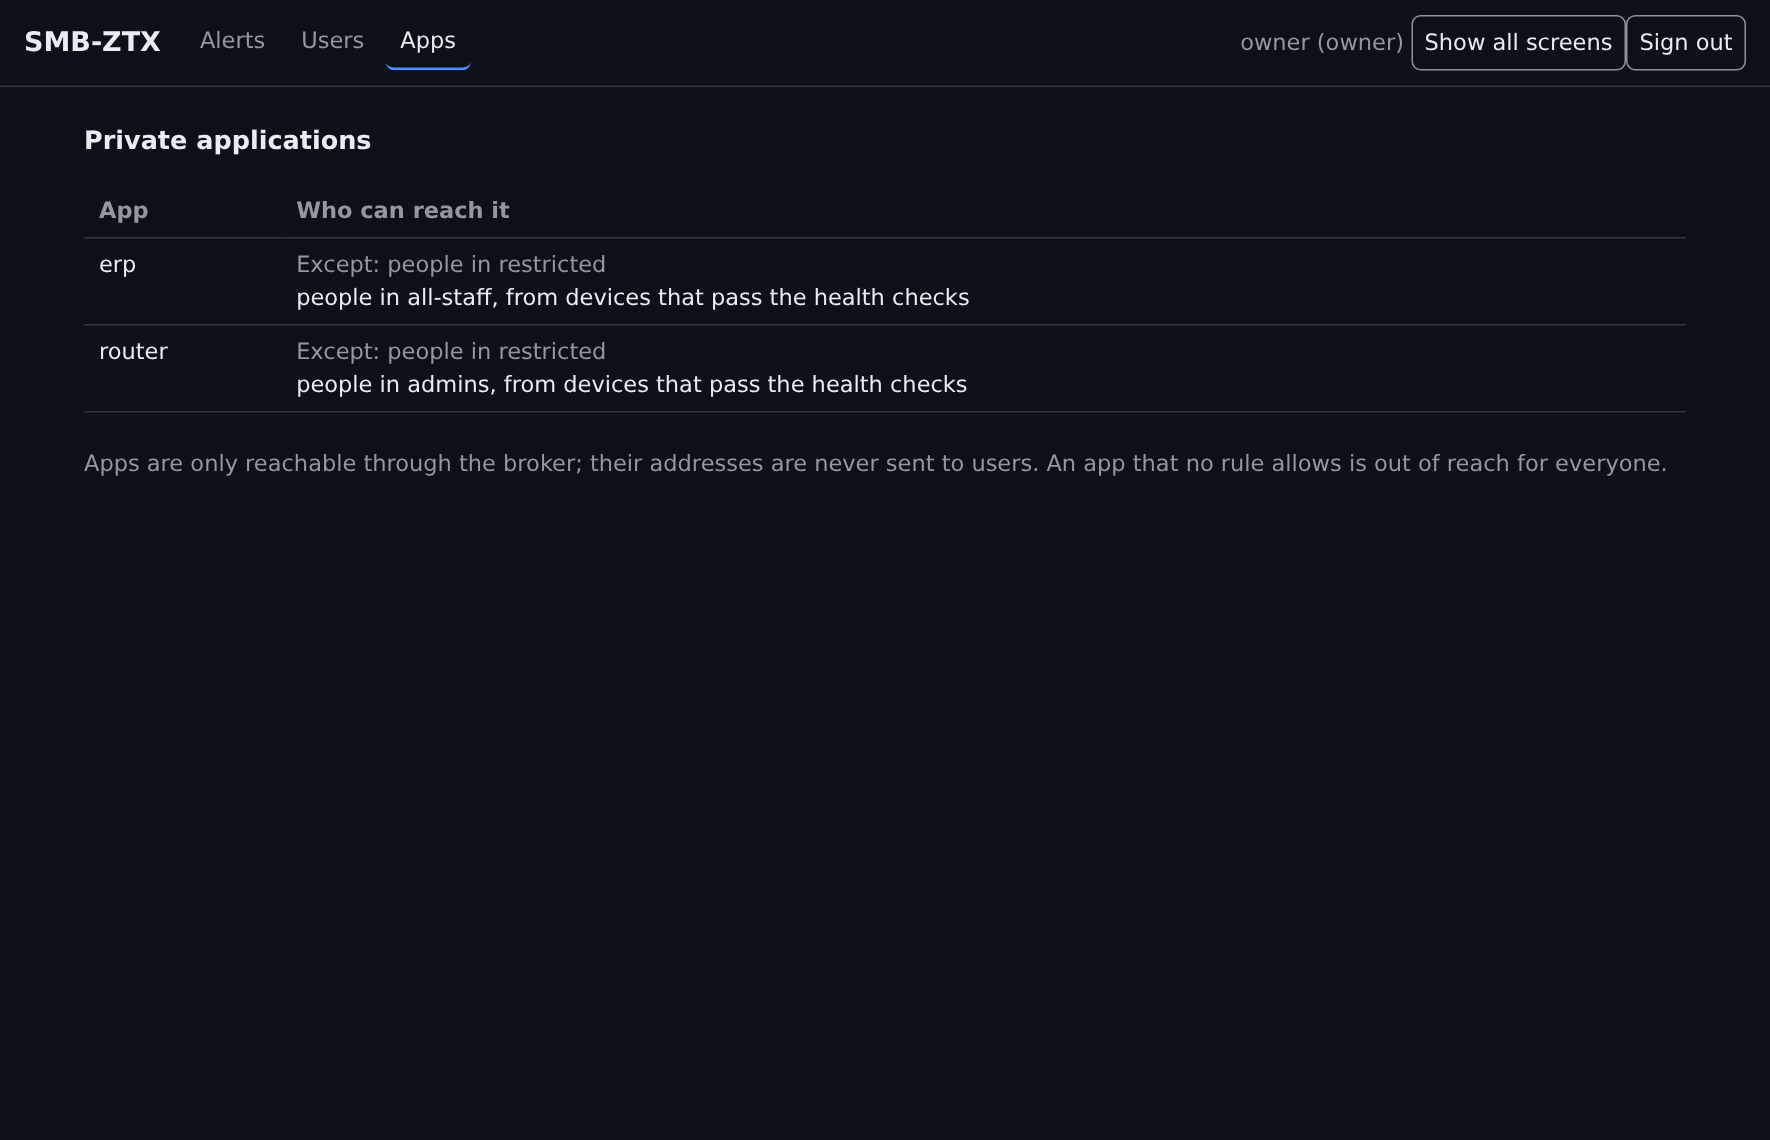 SMB-ZTX Alerts Users Apps owner (owner) Show all screens Sign out
Private applications
App Who can reach it
erp Except: people in restricted
people in all-staff, from devices that pass the health checks
router Except: people in restricted
people in admins, from devices that pass the health checks
Apps are only reachable through the broker; their addresses are never sent to users. An app that no rule allows is out of reach for everyone.